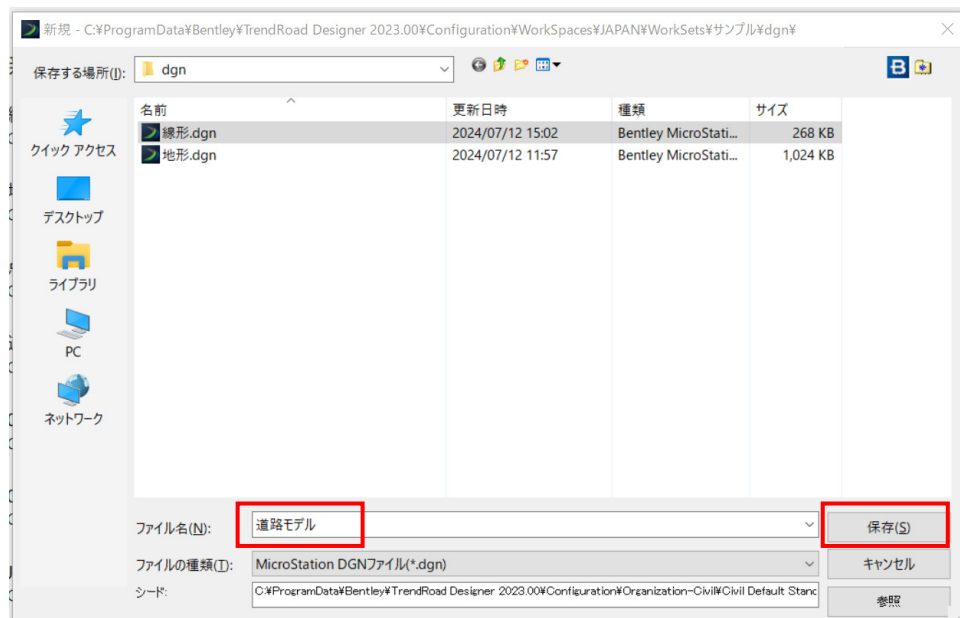 新規 - C:¥ProgramData¥Bentley¥TrendRoad Designer 2023.00¥Configuration¥WorkSpaces¥JAPAN¥WorkSets¥サンプル¥dgn¥
保存する場所(I): dgn
名前 更新日時 種類 サイズ
線形.dgn 2024/07/12 15:02 Bentley MicroStati... 268 KB
地形.dgn 2024/07/12 11:57 Bentley MicroStati... 1,024 KB
クイック アクセス
デスクトップ
ライブラリ
PC
ネットワーク
ファイル名(N): 道路モデル 保存(S)
ファイルの種類(T): MicroStation DGNファイル(*.dgn) キャンセル
シード: C:¥ProgramData¥Bentley¥TrendRoad Designer 2023.00¥Configuration¥Organization-Civil¥Civil Default Stanc
参照